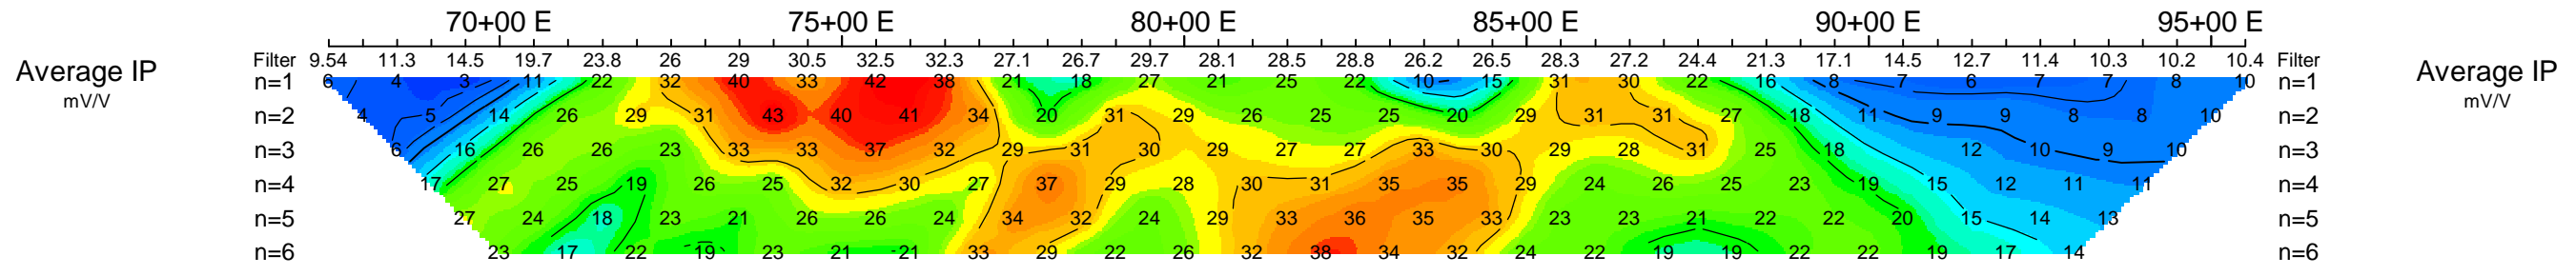 70+00 E 75+00 E 80+00 E 85+00 E 90+00 E 95+00 E
Filter 9.54 11.3 14.5 19.7 23.8 26 29 30.5 32.5 32.3 27.1 26.7 29.7 28.1 28.5 28.8 26.2 26.5 28.3 27.2 24.4 21.3 17.1 14.5 12.7 11.4 10.3 10.2 10.4 Filter
Average IP Average IP
mV/V mV/V
n=1 6 4 3 11 22 32 40 33 42 38 21 18 27 21 25 22 10 15 31 30 22 16 8 7 6 7 7 8 10 n=1
n=2 4 5 14 26 29 31 43 40 41 34 20 31 29 26 25 25 20 29 31 31 27 18 11 9 9 8 8 10 n=2
n=3 6 16 26 26 23 33 33 37 32 29 31 30 29 27 27 33 30 29 28 31 25 18 12 10 9 10 n=3
n=4 17 27 25 19 26 25 32 30 27 37 29 28 30 31 35 35 29 24 26 25 23 19 15 12 11 11 n=4
n=5 27 24 18 23 21 26 26 24 34 32 24 29 33 36 35 33 23 23 21 22 22 20 15 14 13 n=5
n=6 23 17 22 19 23 21 21 33 29 22 26 32 38 34 32 24 22 19 19 22 22 19 17 14 n=6